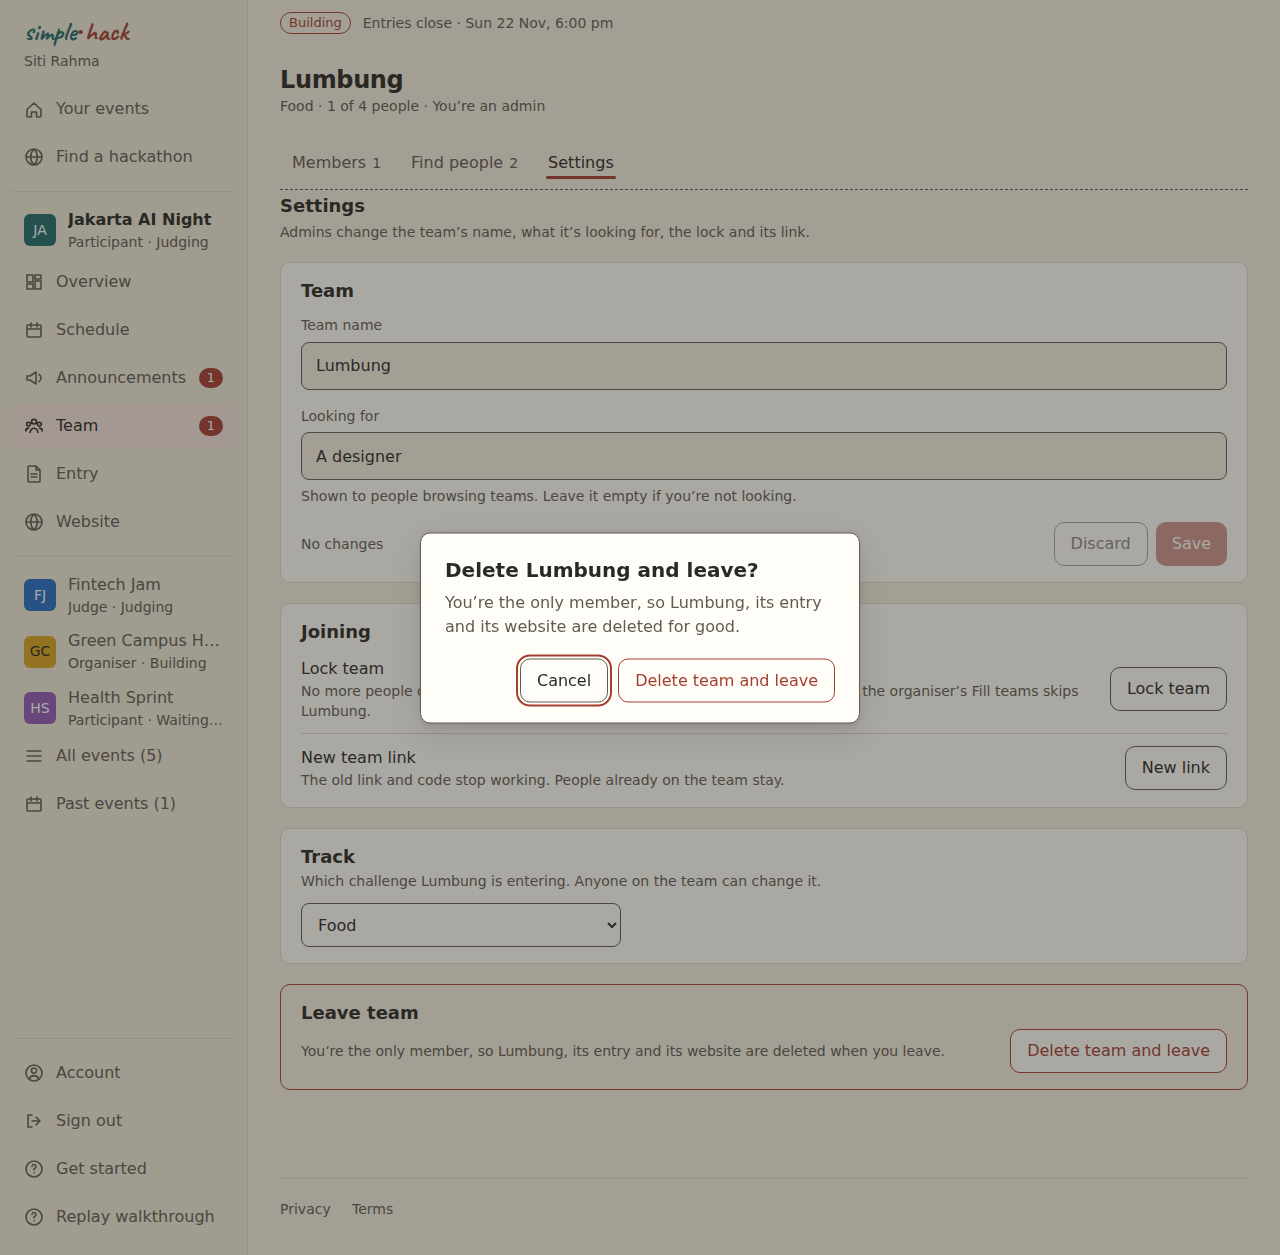 simple·hack
Siti Rahma
Your events
Find a hackathon
JA
Jakarta AI Night
Participant · Judging
Overview
Schedule
Announcements 1
Team 1
Entry
Website
FJ
Fintech Jam
Judge · Judging
GC
Green Campus H…
Organiser · Building
HS
Health Sprint
Participant · Waiting…
All events (5)
Past events (1)
Account
Sign out
Get started
Replay walkthrough
Building Entries close · Sun 22 Nov, 6:00 pm
Lumbung
Food · 1 of 4 people · You’re an admin
Members 1 Find people 2 Settings
Settings
Admins change the team’s name, what it’s looking for, the lock and its link.
Team
Team name
Lumbung
Looking for
A designer
Shown to people browsing teams. Leave it empty if you’re not looking.
No changes Discard Save
Delete Lumbung and leave?
You’re the only member, so Lumbung, its entry
and its website are deleted for good.
Cancel Delete team and leave
Joining
Lock team
No more people the organiser’s Fill teams skips
Lumbung.
Lock team
New team link
The old link and code stop working. People already on the team stay.
New link
Track
Which challenge Lumbung is entering. Anyone on the team can change it.
Food
Leave team
You’re the only member, so Lumbung, its entry and its website are deleted when you leave.
Delete team and leave
Privacy Terms